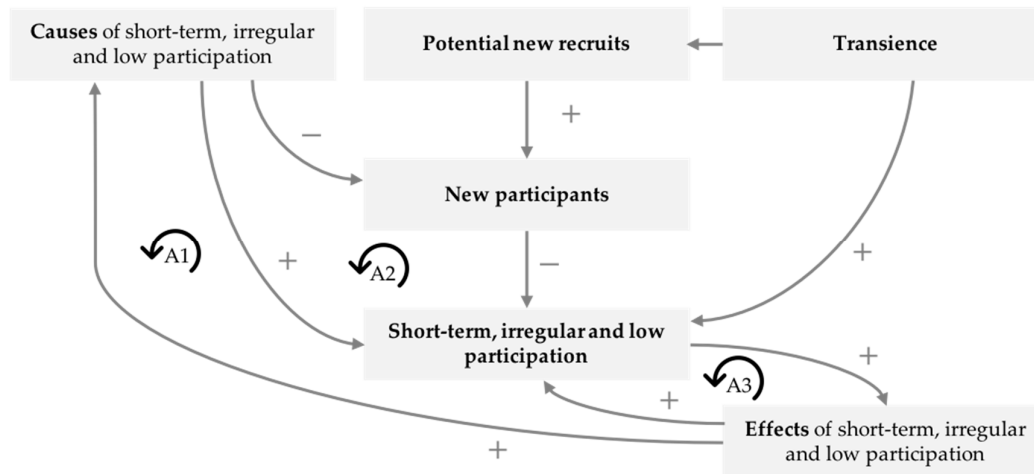 Causes of short-term, irregular
and low participation
Potential new recruits
Transience
+
−
New participants
+
A1
+
A2
−
Short-term, irregular and low
participation
+
A3
+
Effects of short-term, irregular
and low participation
+